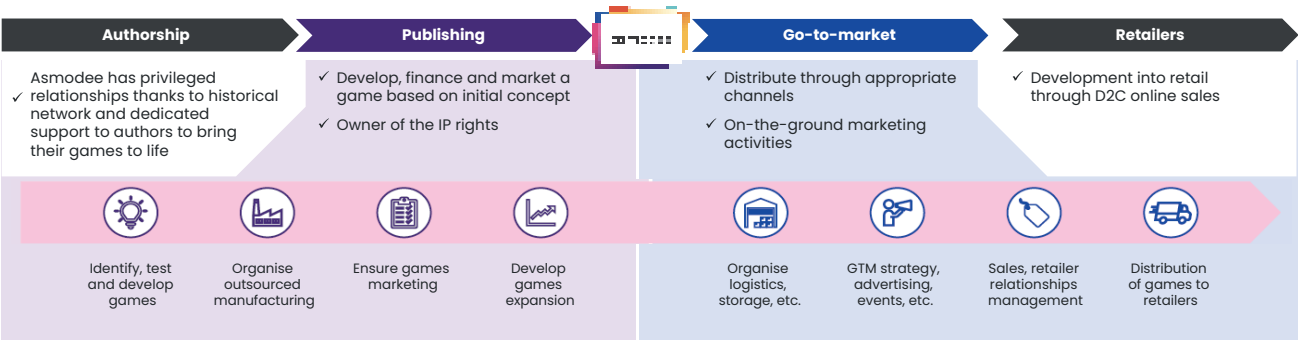 Authorship
Publishing
Go-to-market
Retailers
✓ Asmodee has privileged
relationships thanks to historical
network and dedicated
support to authors to bring
their games to life
✓ Develop, finance and market a
game based on initial concept
✓ Owner of the IP rights
✓ Distribute through appropriate
channels
✓ On-the-ground marketing
activities
✓ Development into retail
through D2C online sales
Identify, test
and develop
games
Organise
outsourced
manufacturing
Ensure games
marketing
Develop
games
expansion
Organise
logistics,
storage, etc.
GTM strategy,
advertising,
events, etc.
Sales, retailer
relationships
management
Distribution
of games to
retailers